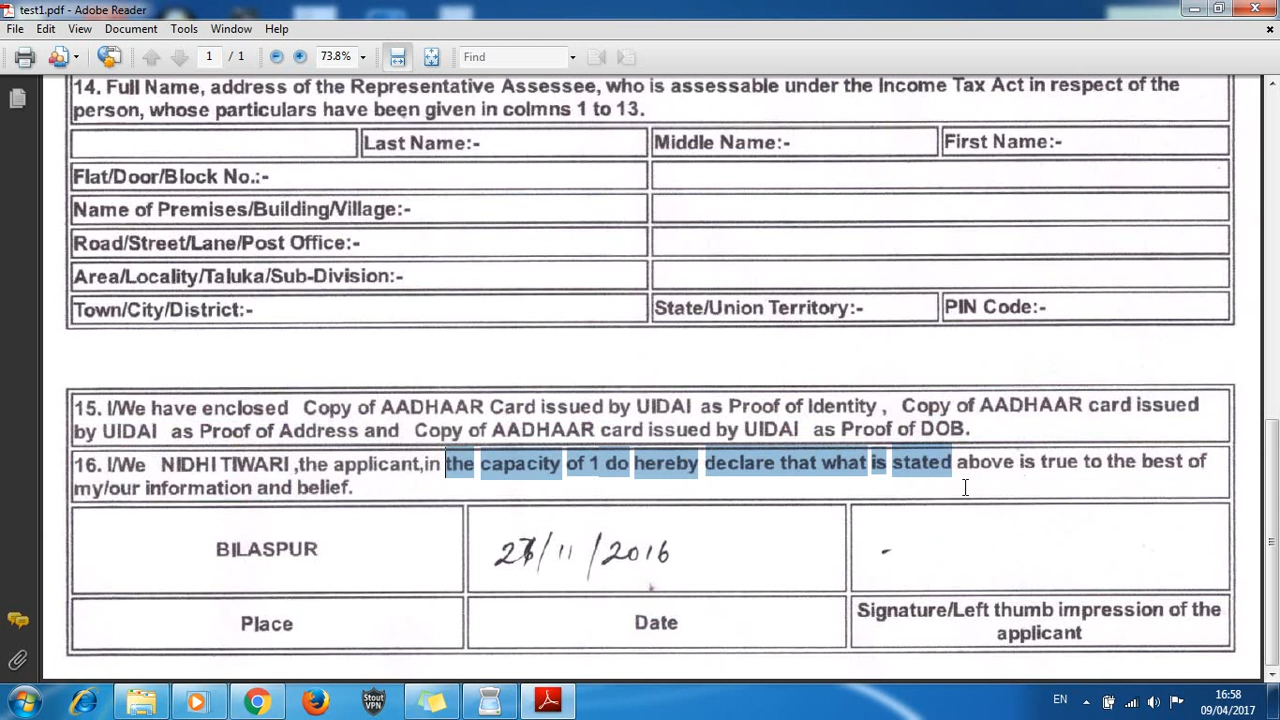 test1.pdf - Adobe Reader
File Edit View Document Tools Window Help
1 / 1 73.8% Find
14. Full Name, address of the Representative Assessee, who is assessable under the Income Tax Act in respect of the
person, whose particulars have been given in colmns 1 to 13.
Last Name:- Middle Name:- First Name:-
Flat/Door/Block No.:-
Name of Premises/Building/Village:-
Road/Street/Lane/Post Office:-
Area/Locality/Taluka/Sub-Division:-
Town/City/District:- State/Union Territory:- PIN Code:-
15. I/We have enclosed Copy of AADHAAR Card issued by UIDAI as Proof of Identity , Copy of AADHAAR card issued
by UIDAI as Proof of Address and Copy of AADHAAR card issued by UIDAI as Proof of DOB.
16. I/We NIDHI TIWARI ,the applicant,in the capacity of 1 do hereby declare that what is stated above is true to the best of
my/our information and belief.
BILASPUR /11/2016
Place Date Signature/Left thumb impression of the
applicant
Stout
VPN
EN 16:58
09/04/2017